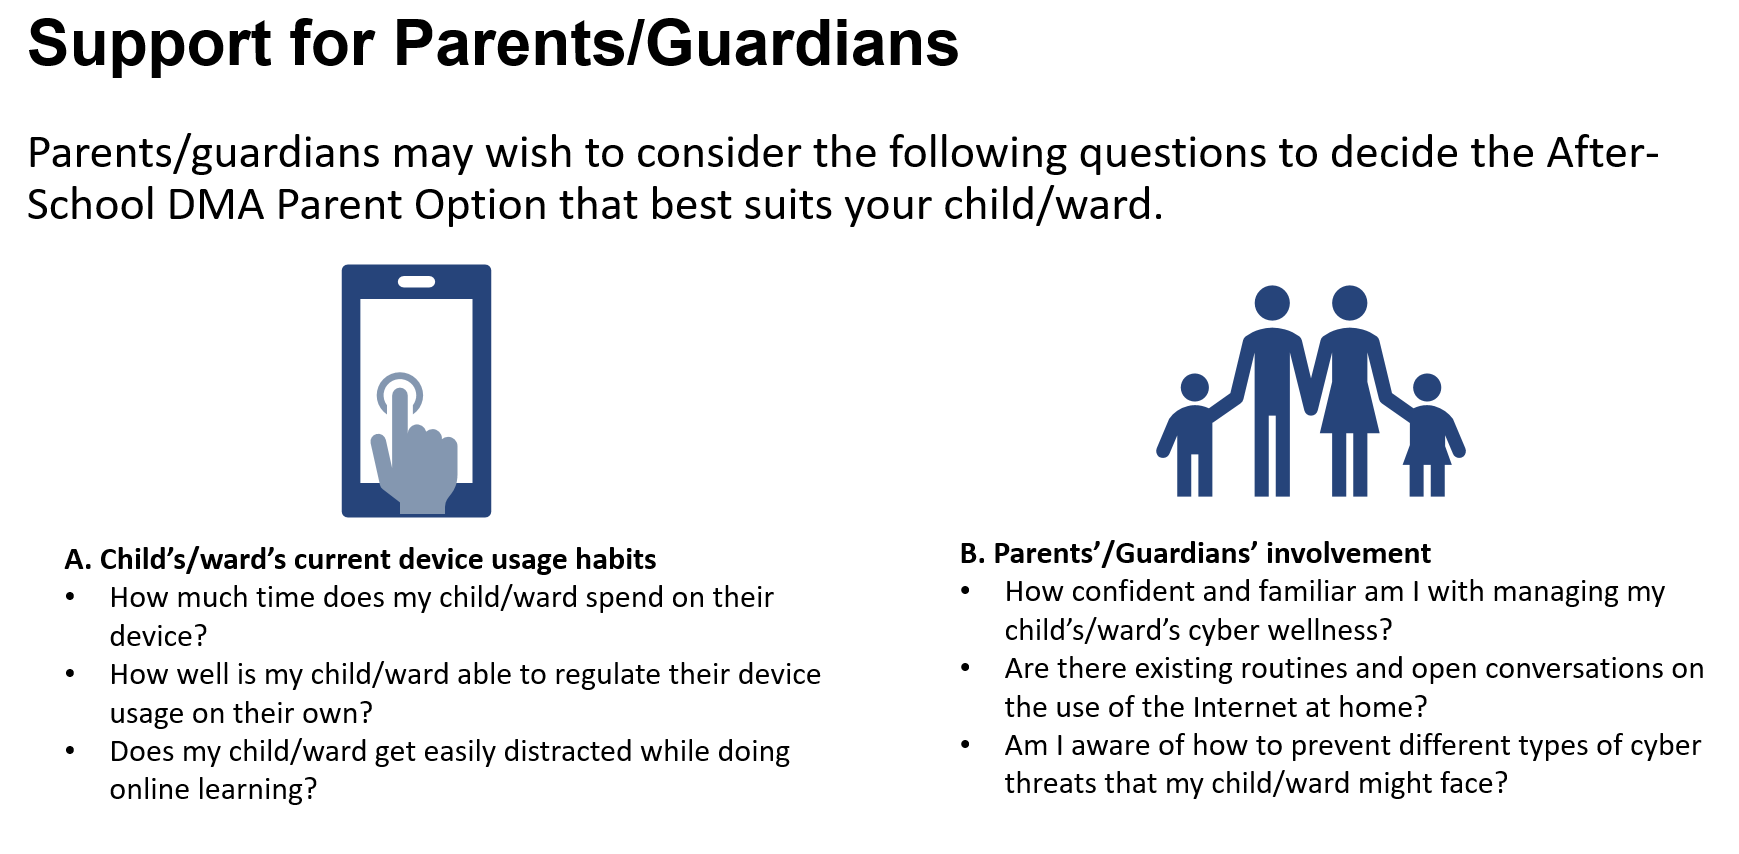 Support for Parents/Guardians
Parents/guardians may wish to consider the following questions to decide the After-
School DMA Parent Option that best suits your child/ward.
A. Child’s/ward’s current device usage habits
• How much time does my child/ward spend on their
device?
• How well is my child/ward able to regulate their device
usage on their own?
• Does my child/ward get easily distracted while doing
online learning?
B. Parents’/Guardians’ involvement
• How confident and familiar am I with managing my
child’s/ward’s cyber wellness?
• Are there existing routines and open conversations on
the use of the Internet at home?
• Am I aware of how to prevent different types of cyber
threats that my child/ward might face?